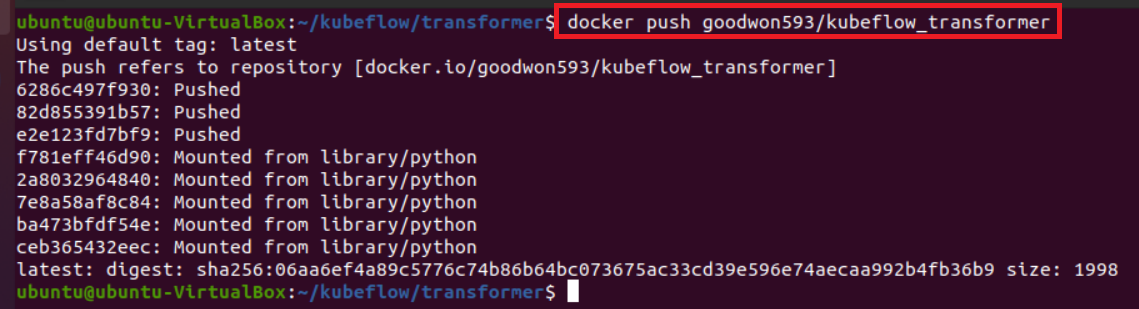 ubuntu@ubuntu-VirtualBox:~/kubeflow/transformer$ docker push goodwon593/kubeflow_transformer
Using default tag: latest
The push refers to repository [docker.io/goodwon593/kubeflow_transformer]
6286c497f930: Pushed
82d855391b57: Pushed
e2e123fd7bf9: Pushed
f781eff46d90: Mounted from library/python
2a8032964840: Mounted from library/python
7e8a58af8c84: Mounted from library/python
ba473bfdf54e: Mounted from library/python
ceb365432eec: Mounted from library/python
latest: digest: sha256:06aa6ef4a89c5776c74b86b64bc073675ac33cd39e596e74aecaa992b4fb36b9 size: 1998
ubuntu@ubuntu-VirtualBox:~/kubeflow/transformer$